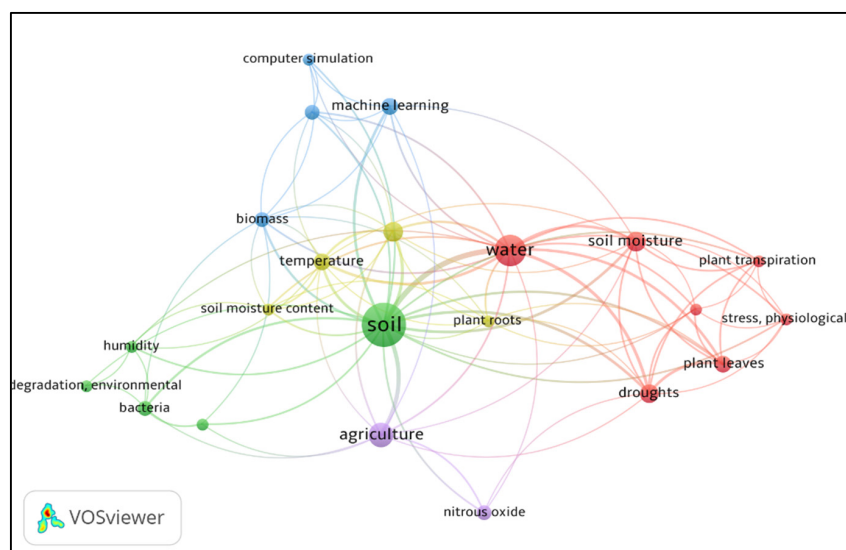 computer simulation
machine learning
biomass
water
soil moisture
temperature
plant transpiration
soil moisture content
soil
plant roots
stress, physiological
humidity
plant leaves
degradation, environmental
droughts
bacteria
agriculture
nitrous oxide
VOSviewer